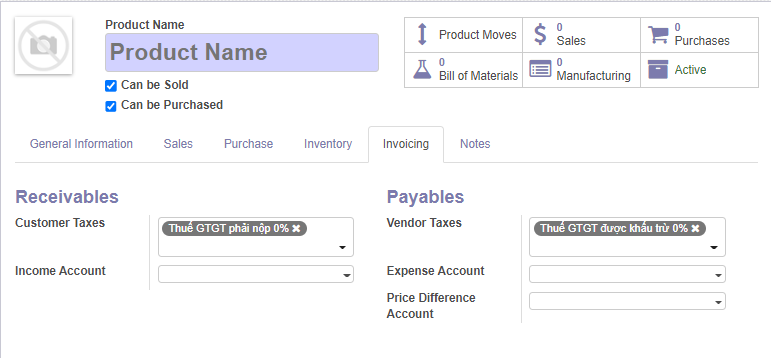 Product Name
Product Name
Can be Sold
Can be Purchased
Product Moves
0
Sales
0
Purchases
0
Bill of Materials
0
Manufacturing
Active
General Information Sales Purchase Inventory Invoicing Notes
Receivables
Customer Taxes
Thuế GTGT phải nộp 0%
Income Account
Payables
Vendor Taxes
Thuế GTGT được khấu trừ 0%
Expense Account
Price Difference
Account